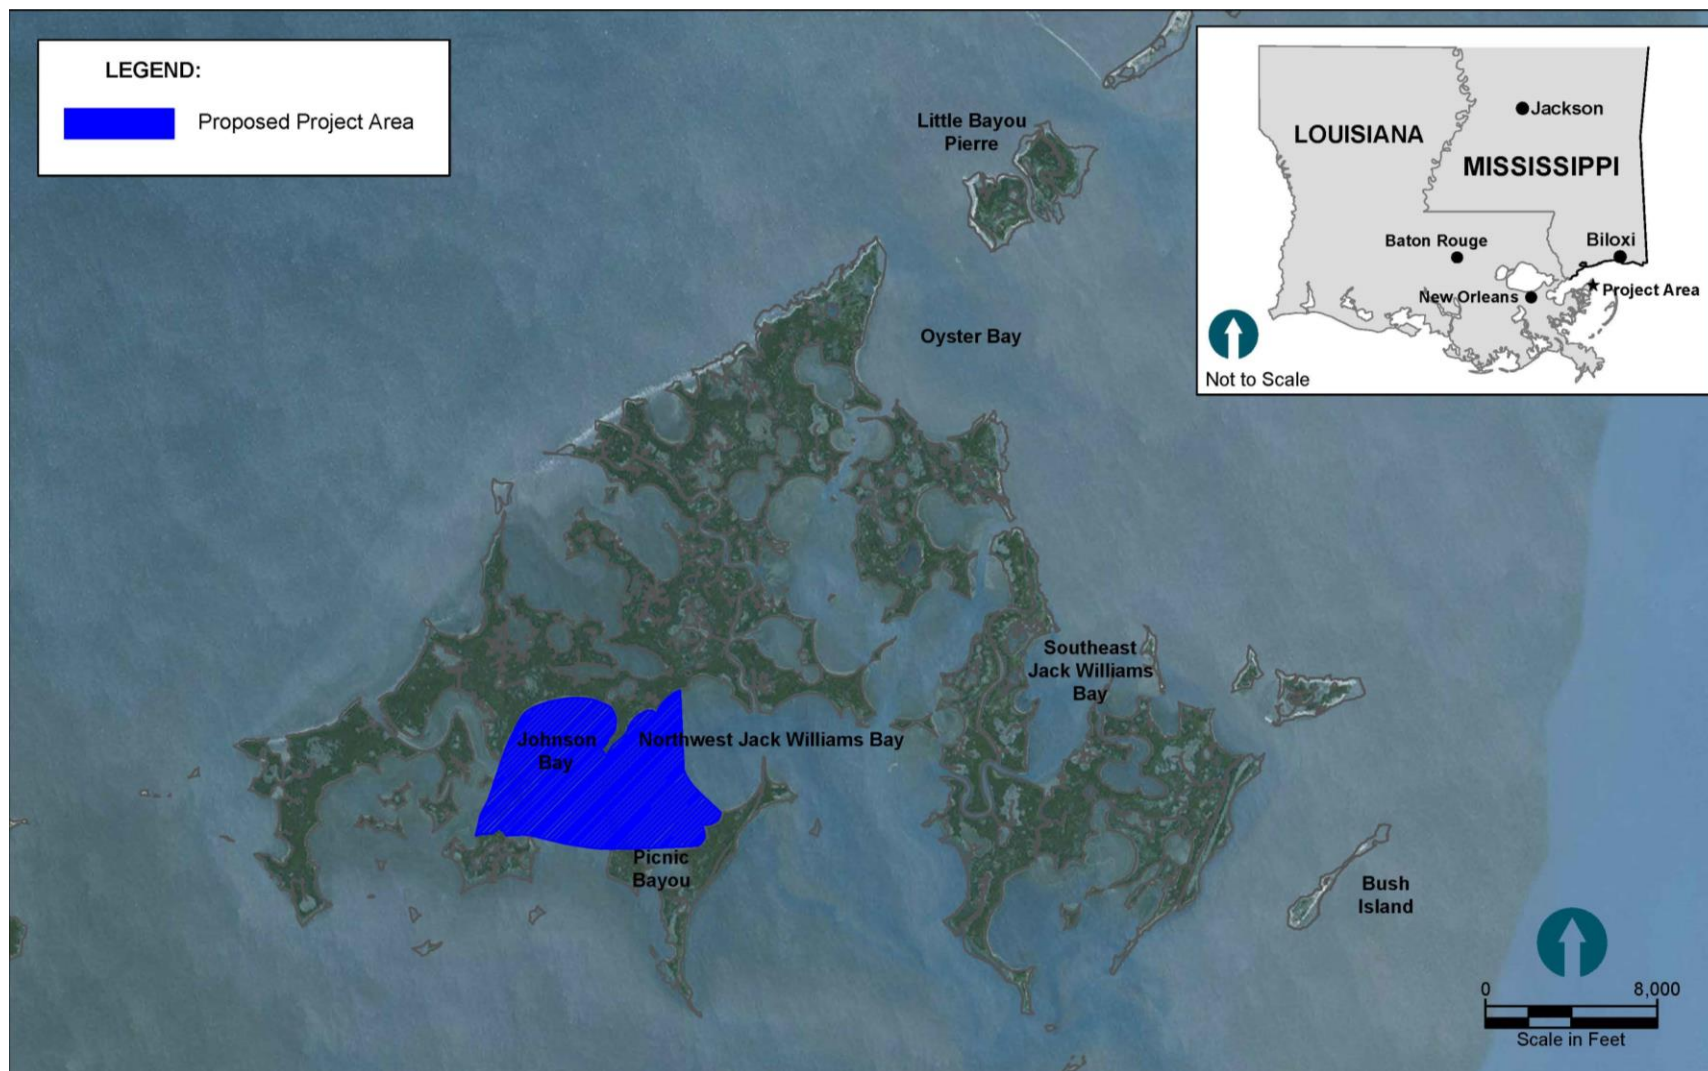 LEGEND:
Proposed Project Area
Little Bayou
Pierre
Oyster Bay
Southeast
Jack Williams
Bay
Johnson
Bay
Northwest Jack Williams Bay
Picnic
Bayou
Bush
Island
LOUISIANA
MISSISSIPPI
Jackson
Baton Rouge
Biloxi
New Orleans
Project Area
Not to Scale
0 8,000
Scale in Feet